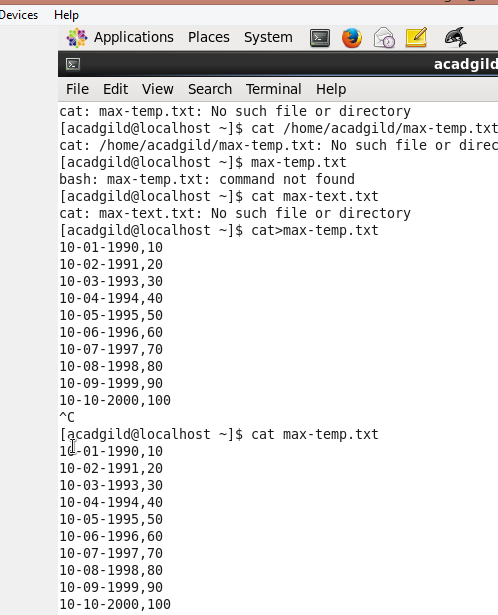 Devices Help
Applications Places System
acadgild
File Edit View Search Terminal Help
cat: max-temp.txt: No such file or directory
[acadgild@localhost ~]$ cat /home/acadgild/max-temp.txt
cat: /home/acadgild/max-temp.txt: No such file or direc
[acadgild@localhost ~]$ max-temp.txt
bash: max-temp.txt: command not found
[acadgild@localhost ~]$ cat max-text.txt
cat: max-text.txt: No such file or directory
[acadgild@localhost ~]$ cat>max-temp.txt
10-01-1990,10
10-02-1991,20
10-03-1993,30
10-04-1994,40
10-05-1995,50
10-06-1996,60
10-07-1997,70
10-08-1998,80
10-09-1999,90
10-10-2000,100
^C
[acadgild@localhost ~]$ cat max-temp.txt
10-01-1990,10
10-02-1991,20
10-03-1993,30
10-04-1994,40
10-05-1995,50
10-06-1996,60
10-07-1997,70
10-08-1998,80
10-09-1999,90
10-10-2000,100